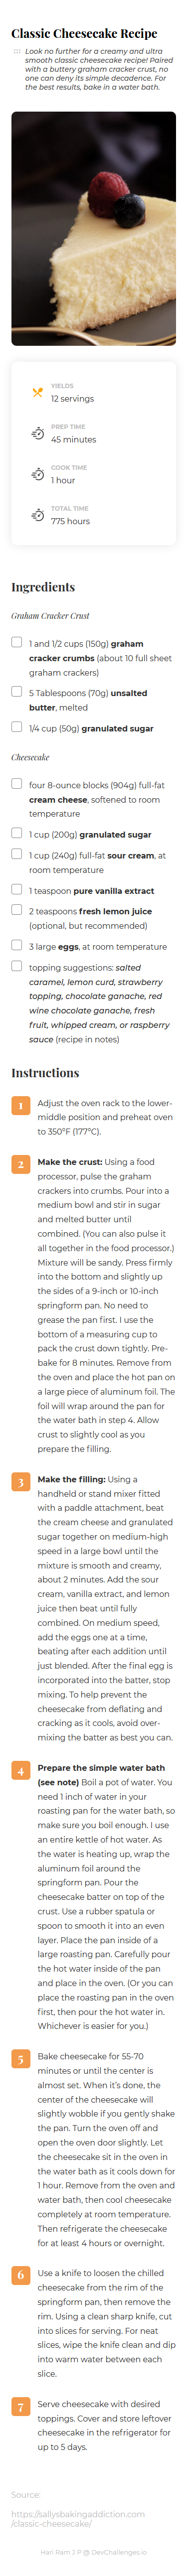 Classic Cheesecake Recipe
Look no further for a creamy and ultra
smooth classic cheesecake recipe! Paired
with a buttery graham cracker crust, no
one can deny its simple decadence. For
the best results, bake in a water bath.
YIELDS
12 servings
PREP TIME
45 minutes
COOK TIME
1 hour
TOTAL TIME
775 hours
Ingredients
Graham Cracker Crust
1 and 1/2 cups (150g) graham
cracker crumbs (about 10 full sheet
graham crackers)
5 Tablespoons (70g) unsalted
butter, melted
1/4 cup (50g) granulated sugar
Cheesecake
four 8-ounce blocks (904g) full-fat
cream cheese, softened to room
temperature
1 cup (200g) granulated sugar
1 cup (240g) full-fat sour cream, at
room temperature
1 teaspoon pure vanilla extract
2 teaspoons fresh lemon juice
(optional, but recommended)
3 large eggs, at room temperature
topping suggestions: salted
caramel, lemon curd, strawberry
topping, chocolate ganache, red
wine chocolate ganache, fresh
fruit, whipped cream, or raspberry
sauce (recipe in notes)
Instructions
1
Adjust the oven rack to the lower-
middle position and preheat oven
to 350°F (177°C).
2
Make the crust: Using a food
processor, pulse the graham
crackers into crumbs. Pour into a
medium bowl and stir in sugar
and melted butter until
combined. (You can also pulse it
all together in the food processor.)
Mixture will be sandy. Press firmly
into the bottom and slightly up
the sides of a 9-inch or 10-inch
springform pan. No need to
grease the pan first. I use the
bottom of a measuring cup to
pack the crust down tightly. Pre-
bake for 8 minutes. Remove from
the oven and place the hot pan on
a large piece of aluminum foil. The
foil will wrap around the pan for
the water bath in step 4. Allow
crust to slightly cool as you
prepare the filling.
3
Make the filling: Using a
handheld or stand mixer fitted
with a paddle attachment, beat
the cream cheese and granulated
sugar together on medium-high
speed in a large bowl until the
mixture is smooth and creamy,
about 2 minutes. Add the sour
cream, vanilla extract, and lemon
juice then beat until fully
combined. On medium speed,
add the eggs one at a time,
beating after each addition until
just blended. After the final egg is
incorporated into the batter, stop
mixing. To help prevent the
cheesecake from deflating and
cracking as it cools, avoid over-
mixing the batter as best you can.
4
Prepare the simple water bath
(see note) Boil a pot of water. You
need 1 inch of water in your
roasting pan for the water bath, so
make sure you boil enough. I use
an entire kettle of hot water. As
the water is heating up, wrap the
aluminum foil around the
springform pan. Pour the
cheesecake batter on top of the
crust. Use a rubber spatula or
spoon to smooth it into an even
layer. Place the pan inside of a
large roasting pan. Carefully pour
the hot water inside of the pan
and place in the oven. (Or you can
place the roasting pan in the oven
first, then pour the hot water in.
Whichever is easier for you.)
5
Bake cheesecake for 55-70
minutes or until the center is
almost set. When it's done, the
center of the cheesecake will
slightly wobble if you gently shake
the pan. Turn the oven off and
open the oven door slightly. Let
the cheesecake sit in the oven in
the water bath as it cools down for
1 hour. Remove from the oven and
water bath, then cool cheesecake
completely at room temperature.
Then refrigerate the cheesecake
for at least 4 hours or overnight.
6
Use a knife to loosen the chilled
cheesecake from the rim of the
springform pan, then remove the
rim. Using a clean sharp knife, cut
into slices for serving. For neat
slices, wipe the knife clean and dip
into warm water between each
slice.
7
Serve cheesecake with desired
toppings. Cover and store leftover
cheesecake in the refrigerator for
up to 5 days.
Source:
https://sallysbakingaddiction.com
/classic-cheesecake/
Hari Ram J P @ DevChallenges.io